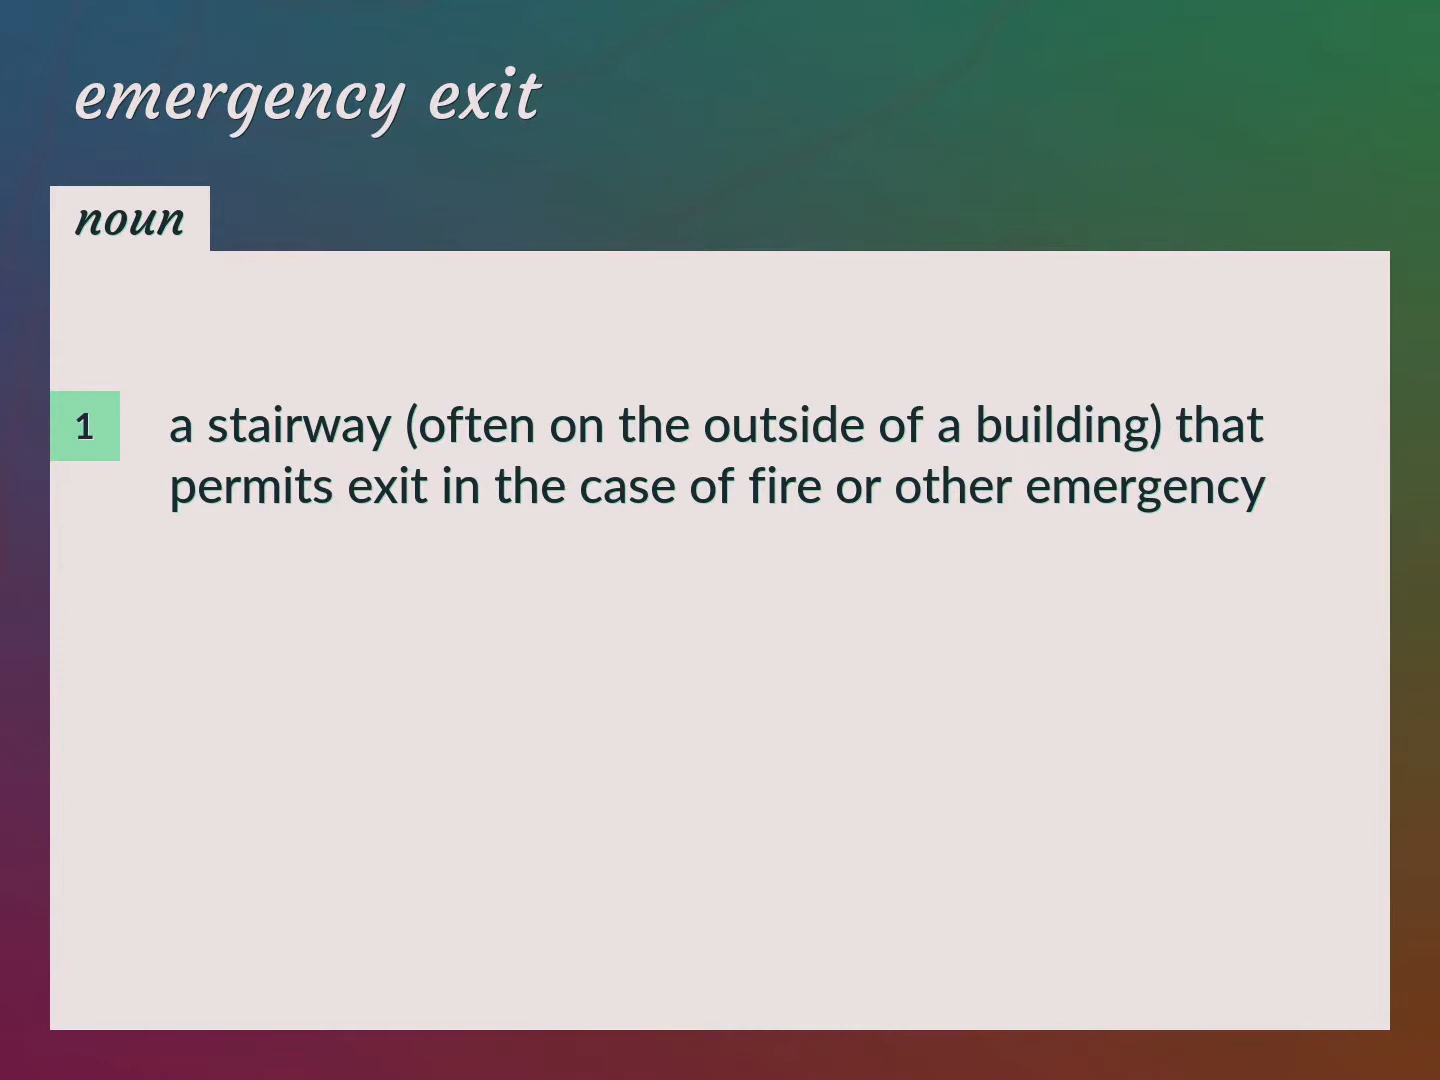 emergency exit
noun
1 a stairway (often on the outside of a building) that
permits exit in the case of fire or other emergency